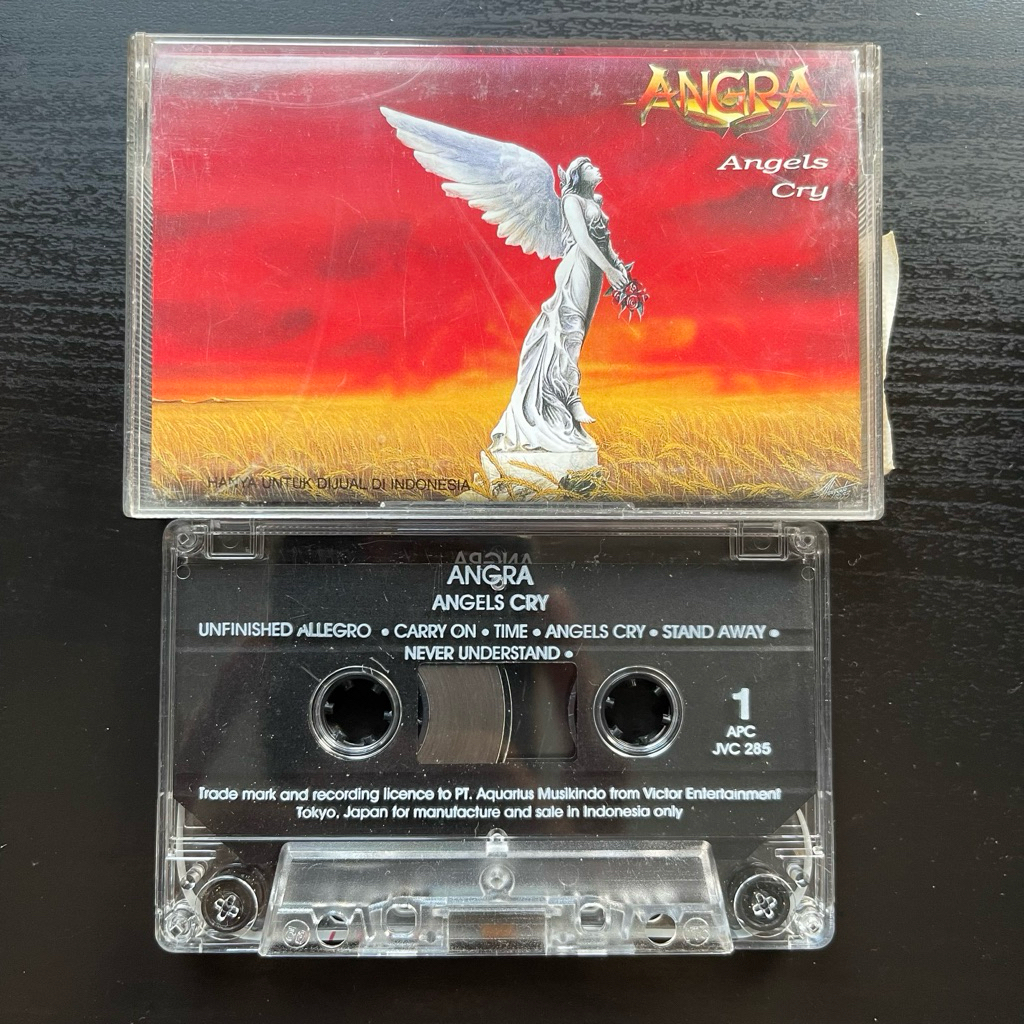 ANGRA
Angels
Cry
HANYA UNTUK DIJUAL DI INDONESIA
ANGRA
ANGELS CRY
UNFINISHED ALLEGRO • CARRY ON • TIME • ANGELS CRY • STAND AWAY •
NEVER UNDERSTAND •
1
APC
JVC 285
Trade mark and recording licence to PT. Aquarius Musikindo from Victor Entertainment
Tokyo, Japan for manufacture and sale in Indonesia only